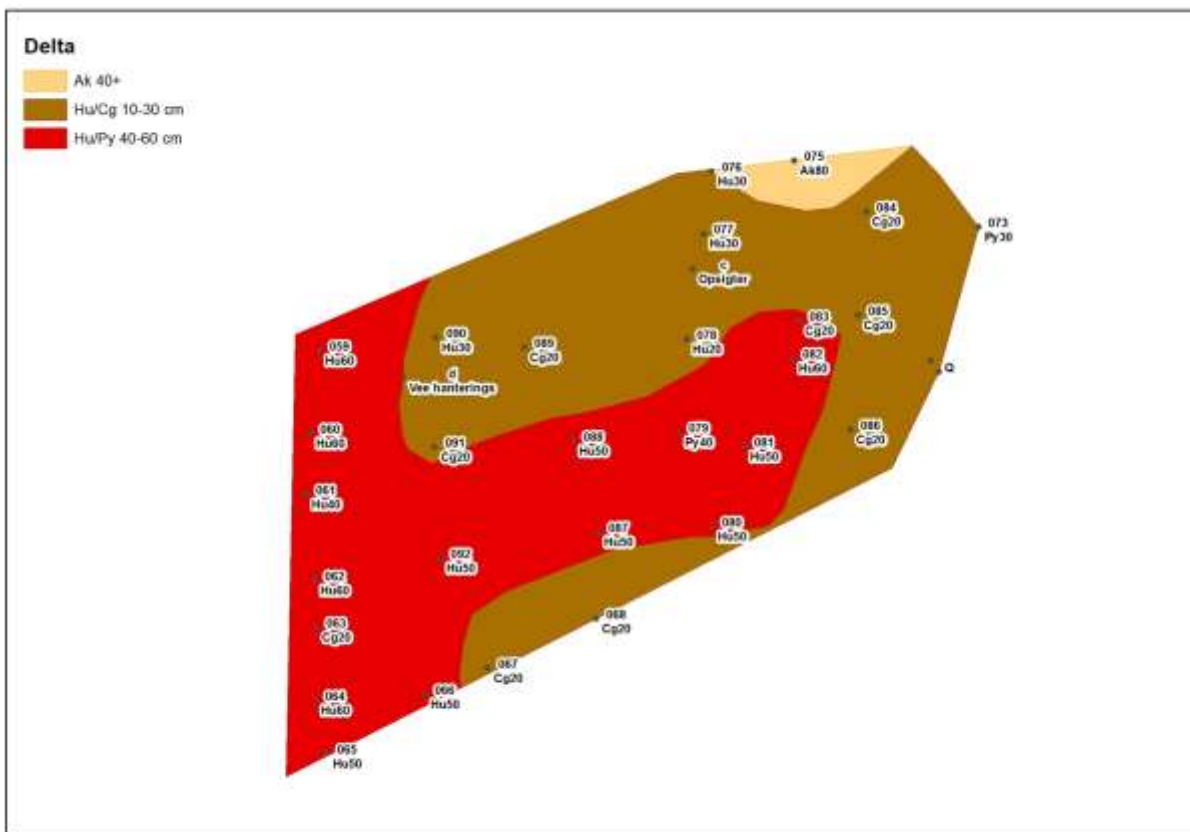 Delta
Ak 40+
Hu/Cg 10-30 cm
Hu/Py 40-60 cm
075
Ak80
076
Hu30
084
Cg20
073
Py30
077
Hu30
c
Opsigter
085
Cg20
083
Cg20
078
Hu20
090
Hu30
089
Cg20
059
Hu60
082
Hu60
Q
d
Vee hanterings
086
Cg20
079
Py40
060
Hu60
088
Hu50
081
Hu50
091
Cg20
061
Hu40
087
Hu50
080
Hu50
092
Hu50
062
Hu60
068
Cg20
063
Cg20
067
Cg20
066
Hu50
064
Hu60
065
Hu50